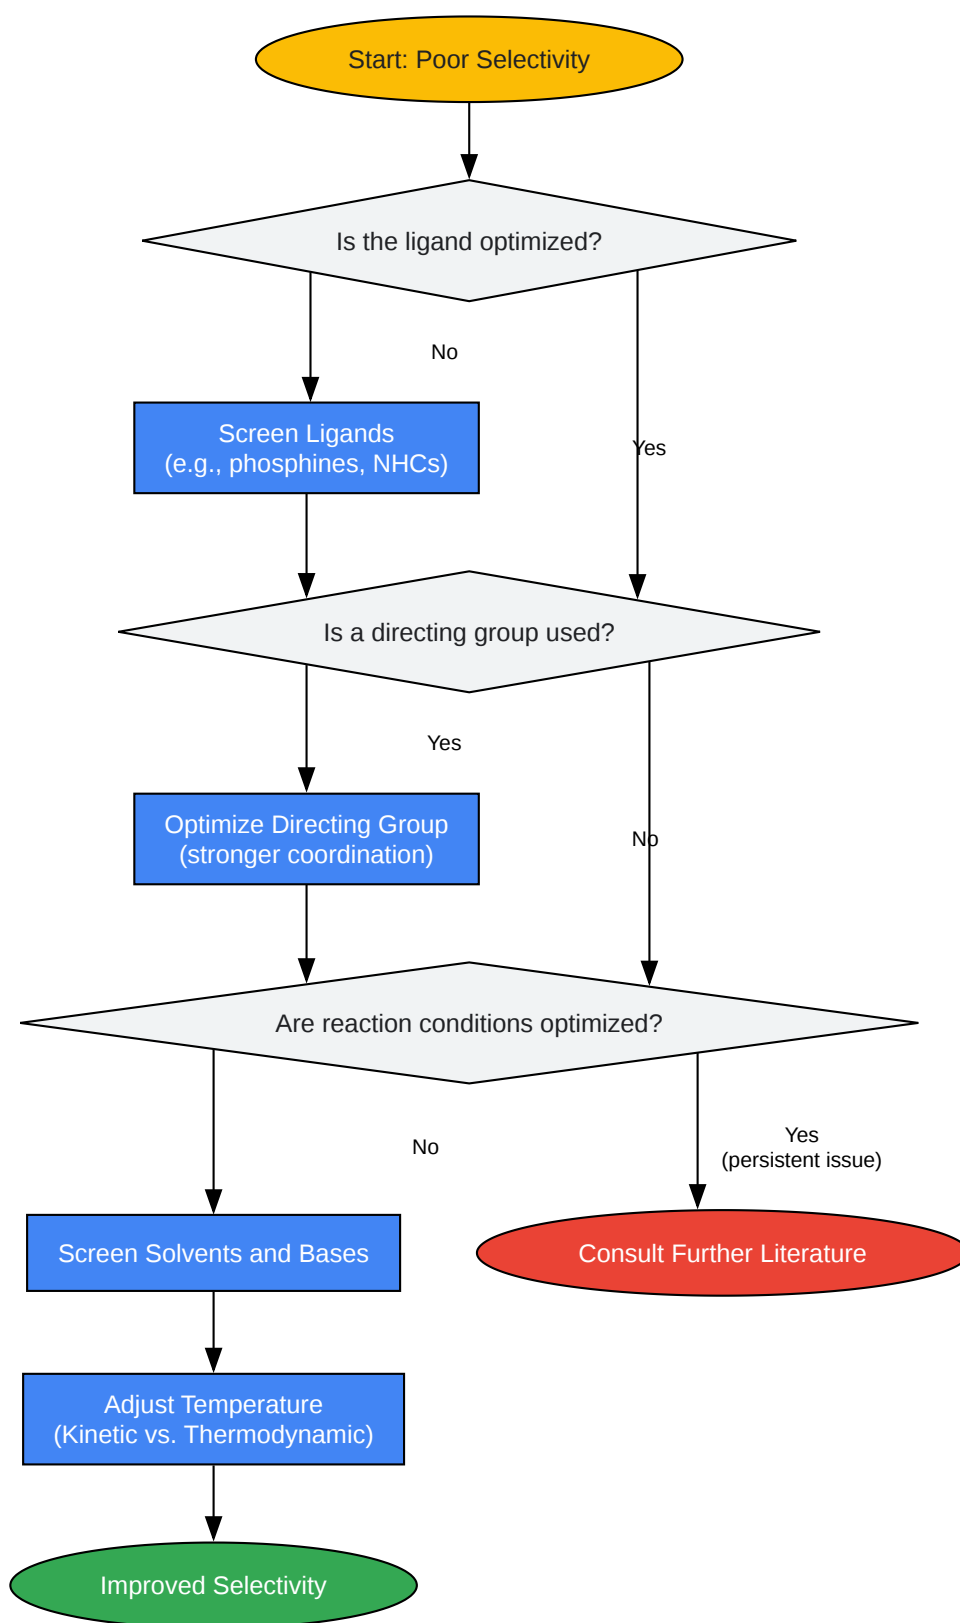 Start: Poor Selectivity
Is the ligand optimized?
No
Screen Ligands
(e.g., phosphines, NHCs)
Yes
Is a directing group used?
Yes
Optimize Directing Group
(stronger coordination)
No
Are reaction conditions optimized?
No
Yes
(persistent issue)
Screen Solvents and Bases
Consult Further Literature
Adjust Temperature
(Kinetic vs. Thermodynamic)
Improved Selectivity